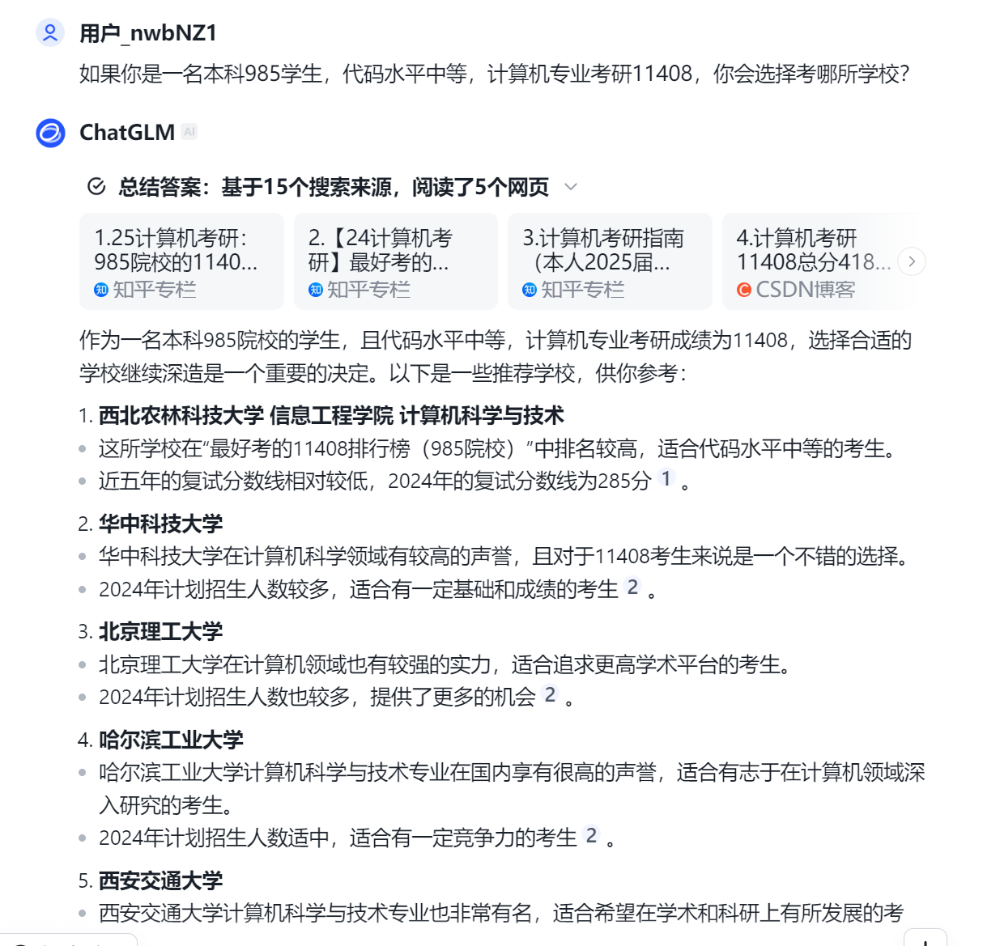 用户_nwbNZ1
如果你是一名本科985学生，代码水平中等，计算机专业考研11408，你会选择考哪所学校？
ChatGLM AI
总结答案：基于15个搜索来源，阅读了5个网页
1.25计算机考研：
985院校的1140...
知 知乎专栏
2.【24计算机考
研】最好考的...
知 知乎专栏
3.计算机考研指南
（本人2025届...
知 知乎专栏
4.计算机考研
11408总分418...
C CSDN博客
作为一名本科985院校的学生，且代码水平中等，计算机专业考研成绩为11408，选择合适的
学校继续深造是一个重要的决定。以下是一些推荐学校，供你参考：
1. 西北农林科技大学 信息工程学院 计算机科学与技术
这所学校在“最好考的11408排行榜（985院校）”中排名较高，适合代码水平中等的考生。
近五年的复试分数线相对较低，2024年的复试分数线为285分 1 。
2. 华中科技大学
华中科技大学在计算机科学领域有较高的声誉，且对于11408考生来说是一个不错的选择。
2024年计划招生人数较多，适合有一定基础和成绩的考生 2 。
3. 北京理工大学
北京理工大学在计算机领域也有较强的实力，适合追求更高学术平台的考生。
2024年计划招生人数也较多，提供了更多的机会 2 。
4. 哈尔滨工业大学
哈尔滨工业大学计算机科学与技术专业在国内享有很高的声誉，适合有志于在计算机领域深
入研究的考生。
2024年计划招生人数适中，适合有一定竞争力的考生 2 。
5. 西安交通大学
西安交通大学计算机科学与技术专业也非常有名，适合希望在学术和科研上有所发展的考